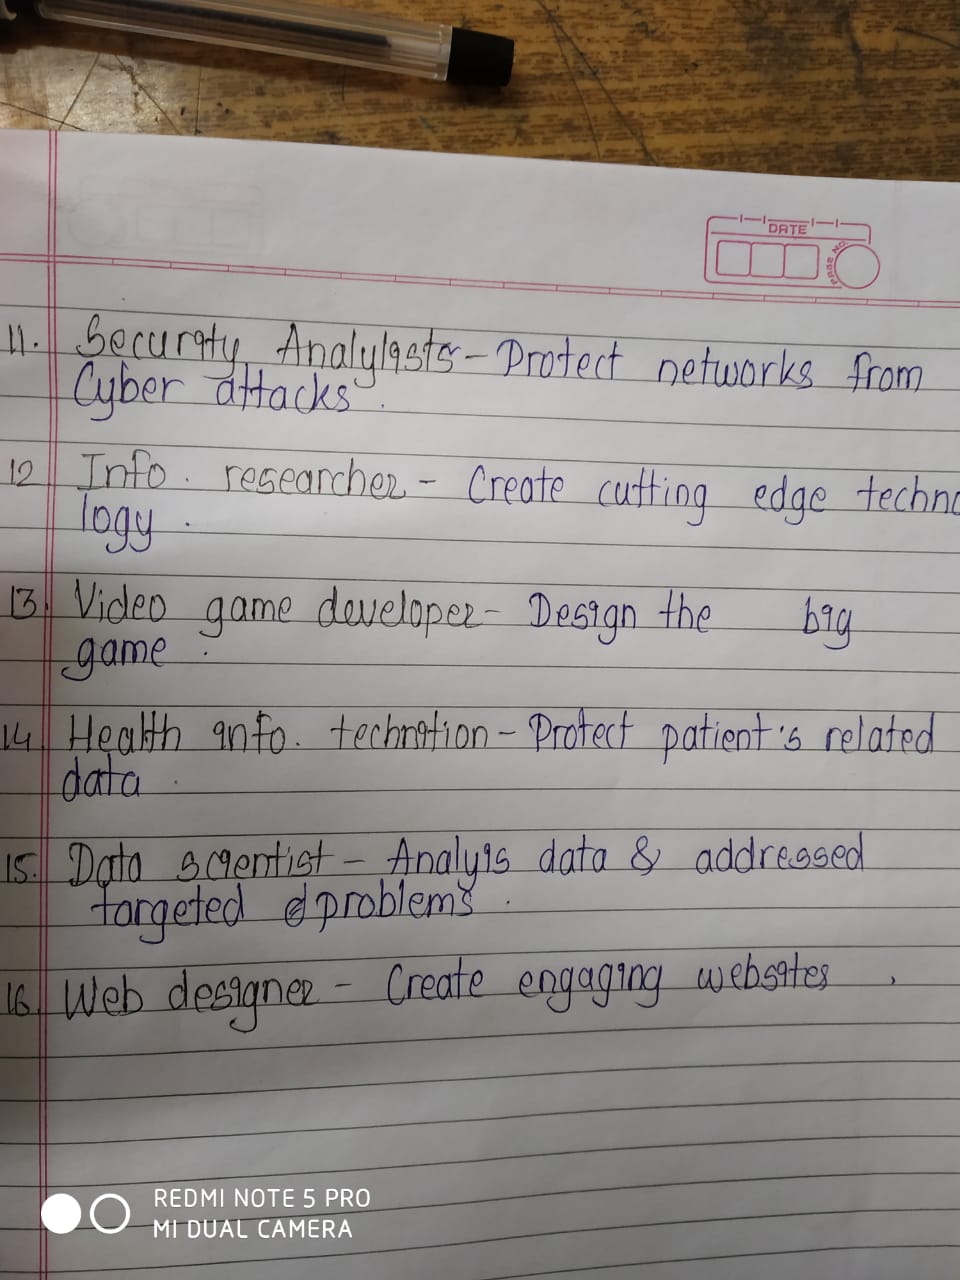 DATE
PAGE NO.
11. Security Analylists - Protect networks from
Cyber attacks.
12 Info. researcher - Create cutting edge techno
logy.
13. Video game developer - Design the big
game.
14. Health info. technition - Protect patient's related
data.
15. Data scientist - Analyis data & addressed
targeted problems.
16. Web designer - Create engaging websites.
REDMI NOTE 5 PRO
MI DUAL CAMERA